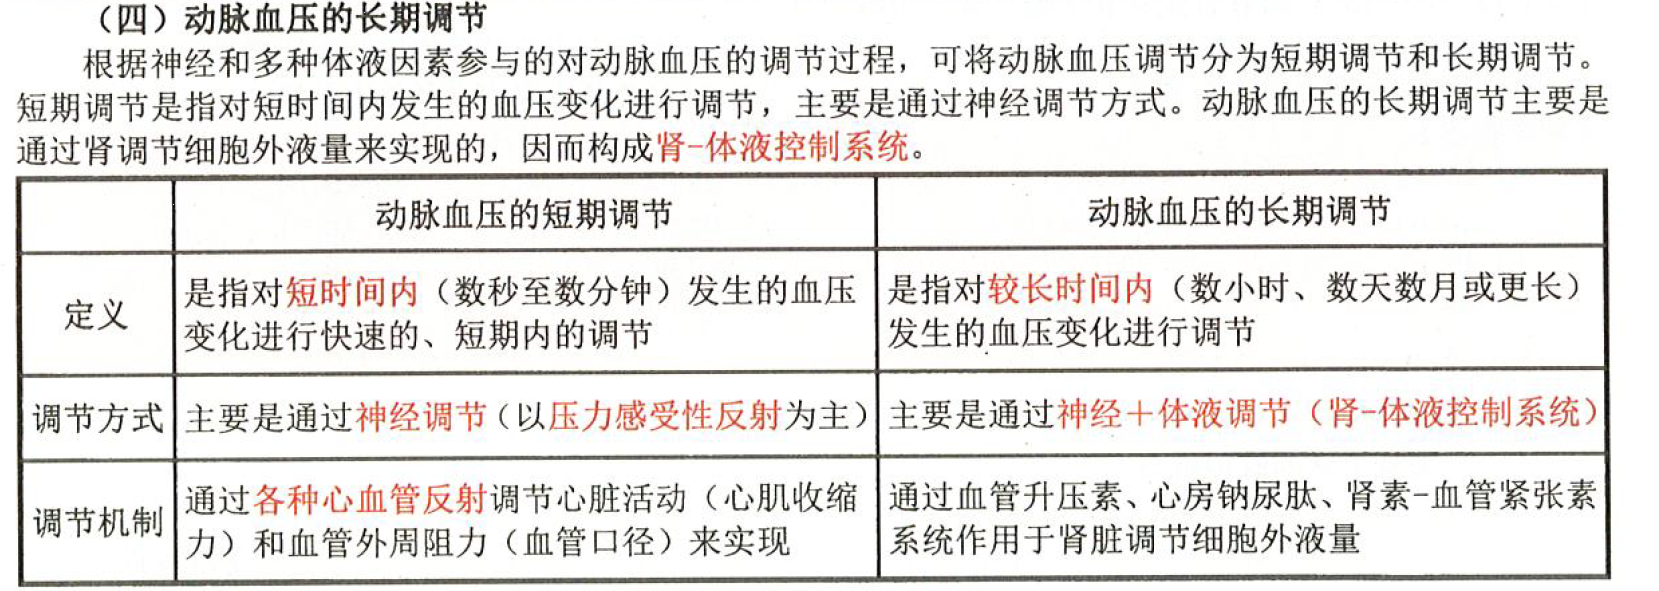 （四）动脉血压的长期调节
根据神经和多种体液因素参与的对动脉血压的调节过程，可将动脉血压调节分为短期调节和长期调节。
短期调节是指对短时间内发生的血压变化进行调节，主要是通过神经调节方式。动脉血压的长期调节主要是
通过肾调节细胞外液量来实现的，因而构成肾-体液控制系统。
动脉血压的短期调节
动脉血压的长期调节
定义
是指对短时间内（数秒至数分钟）发生的血压
变化进行快速的、短期内的调节
是指对较长时间内（数小时、数天数月或更长）
发生的血压变化进行调节
调节方式
主要是通过神经调节（以压力感受性反射为主）
主要是通过神经＋体液调节（肾-体液控制系统）
调节机制
通过各种心血管反射调节心脏活动（心肌收缩
力）和血管外周阻力（血管口径）来实现
通过血管升压素、心房钠尿肽、肾素-血管紧张素
系统作用于肾脏调节细胞外液量